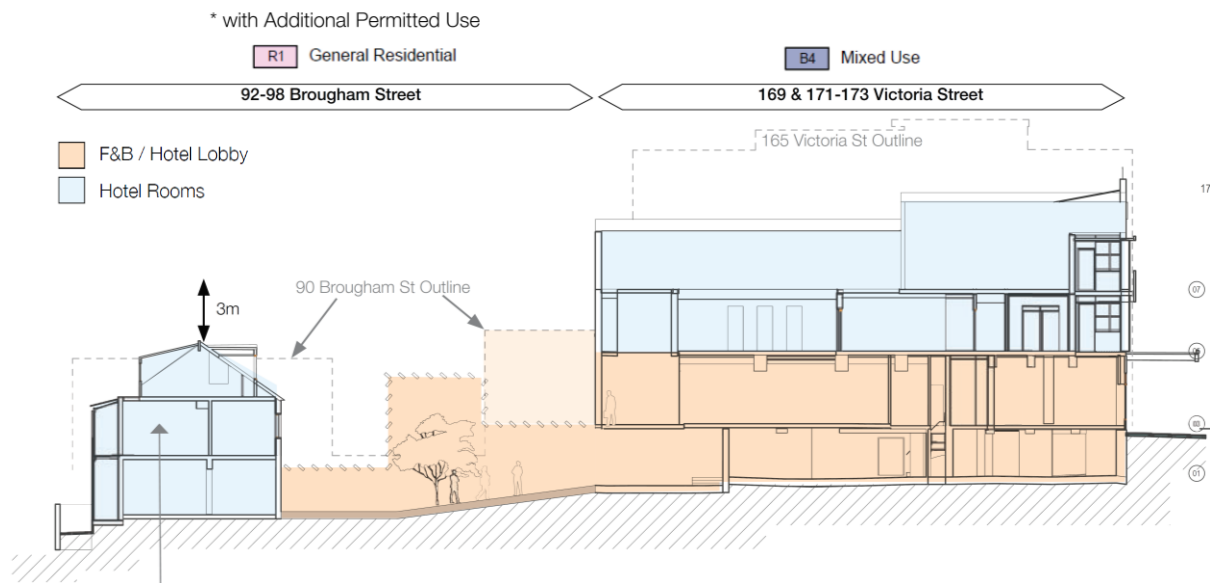 * with Additional Permitted Use
R1 General Residential
B4 Mixed Use
92-98 Brougham Street
169 & 171-173 Victoria Street
165 Victoria St Outline
F&B / Hotel Lobby
Hotel Rooms
17
90 Brougham St Outline
3m
07
01